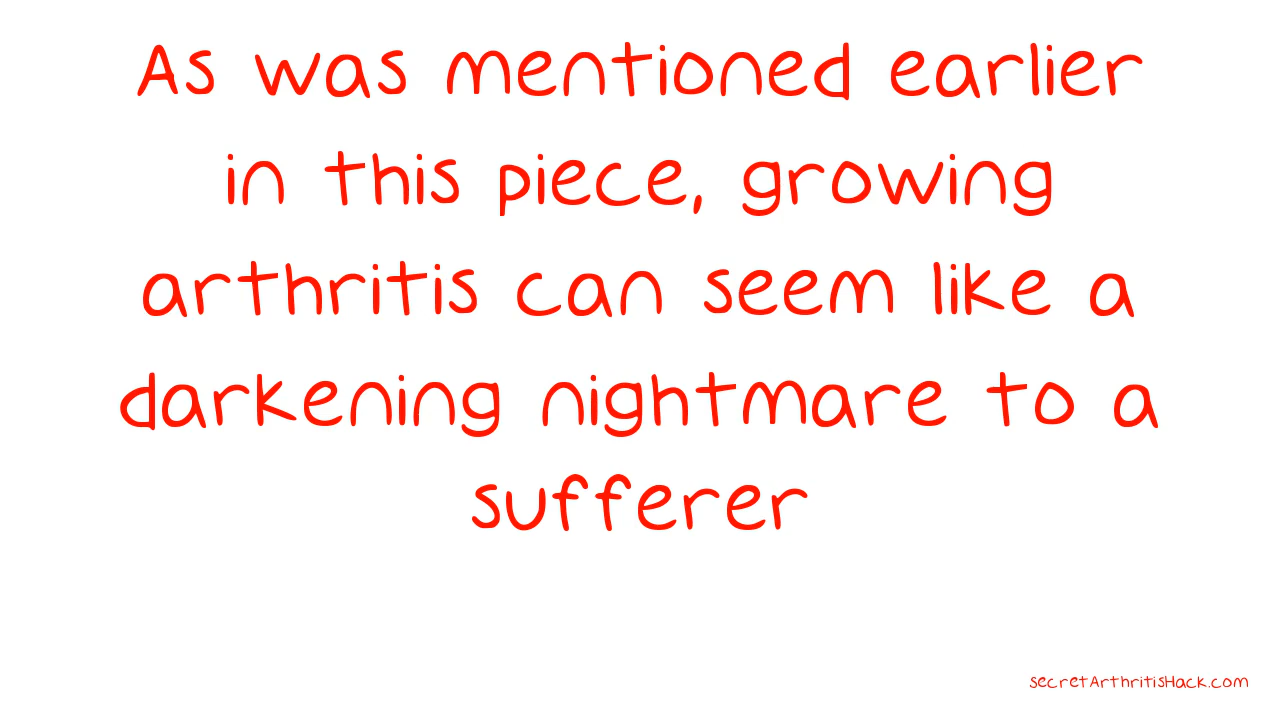 As was mentioned earlier
in this piece, growing
arthritis can seem like a
darkening nightmare to a
sufferer
secretArthritisHack.com